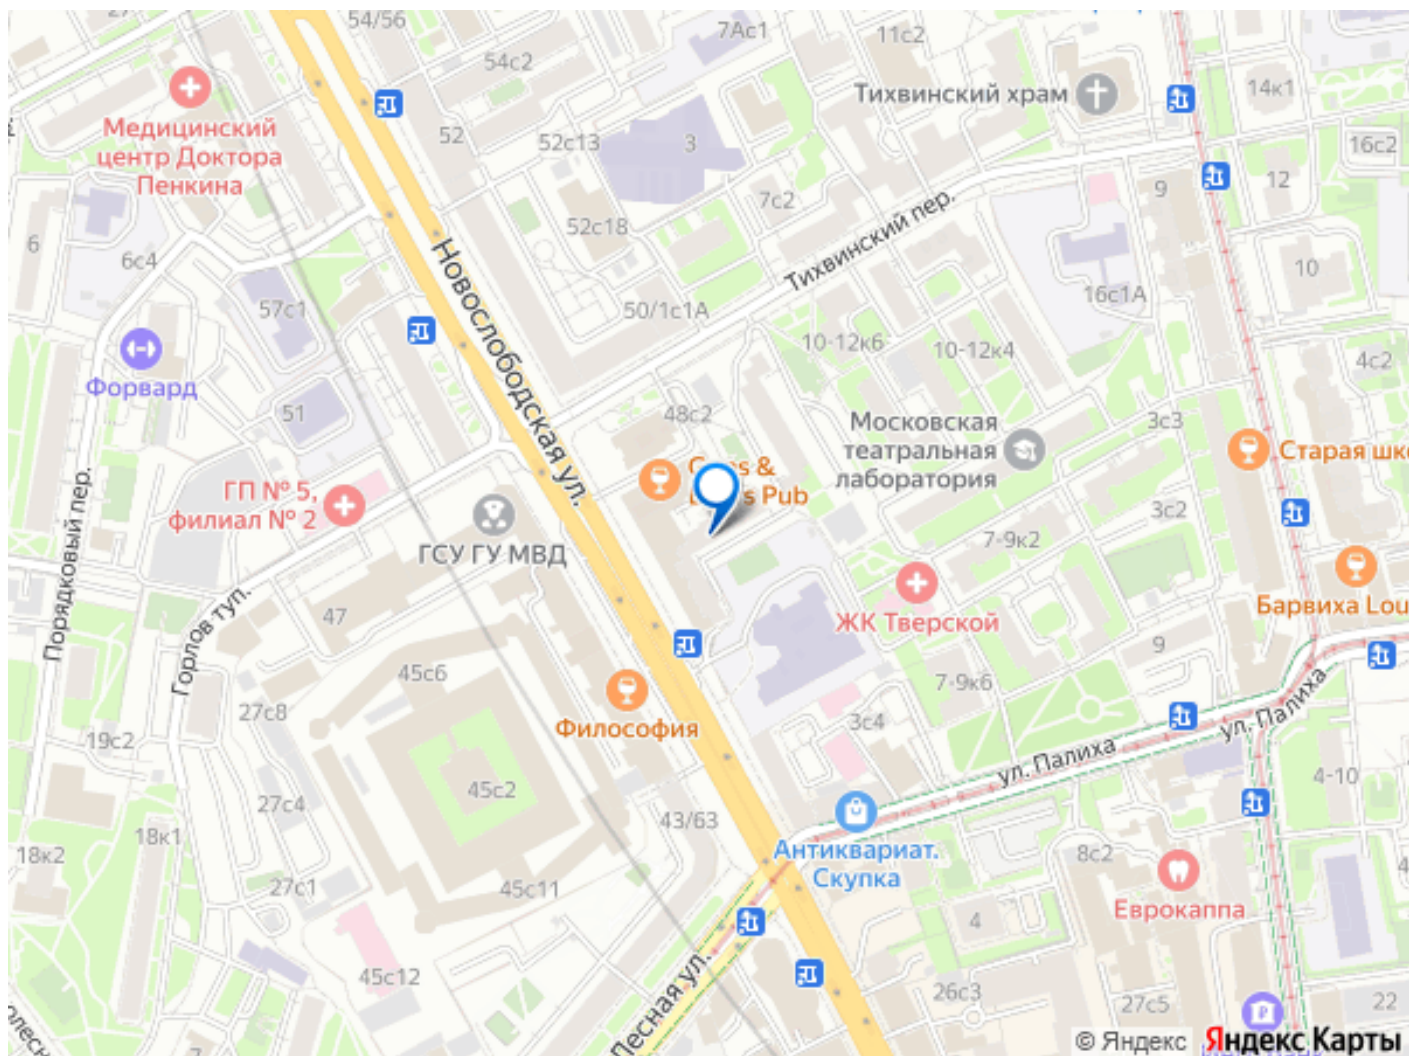 54/56
7Ас1
11с2
54с2
Тихвинский храм
14к1
Медицинский
центр Доктора
Пенкина
52
52с13
3
16с2
7с2
9
12
Тихвинский пер.
6
52с18
6с4
Новослободская ул.
10
57с1
16с1А
50/1с1А
10-12к6
10-12к4
4с2
Форвард
51
48с2
Московская
театральная
лаборатория
3с3
Старая шк
Pub
ГП № 5,
филиал № 2
Порядковый пер.
ГСУ ГУ МВД
3с2
7-9к2
Барвиха Lou
Горлов туп.
47
ЖК Тверской
9
45с6
7-9к6
27с8
Философия
3с4
ул. Палиха
ул. Палиха
19с2
45с2
4-10
27с4
43/63
18к1
18к2
Антиквариат.
Скупка
8с2
27с1
45с11
Еврокаппа
4
45с12
Лесная ул.
26с3
27с5
22
7
© Яндекс Яндекс Карты